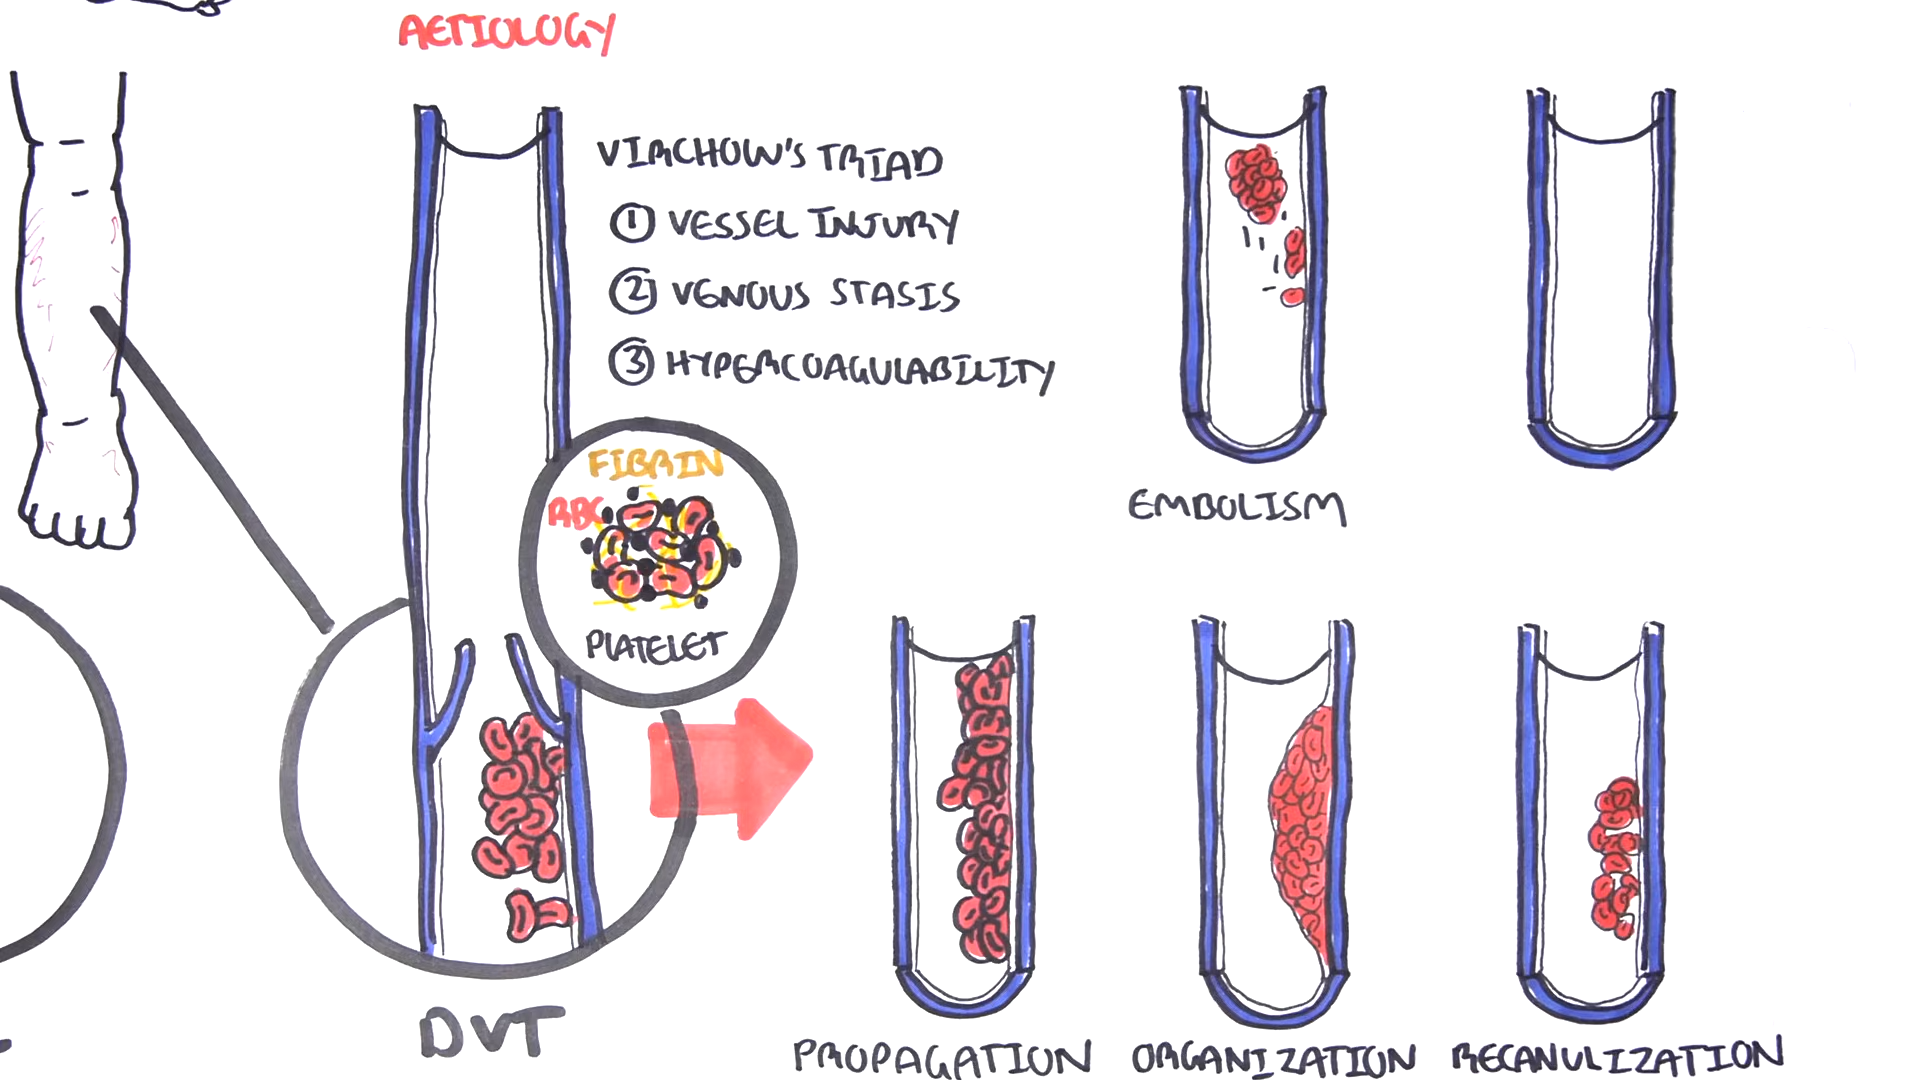 AETIOLOGY
VIRCHOW'S TRIAD
① VESSEL INJURY
② VENOUS STASIS
③ HYPERCOAGULABILITY
FIBRIN
RBC
PLATELET
DVT
EMBOLISM
PROPAGATION
ORGANIZATION
RECANULIZATION